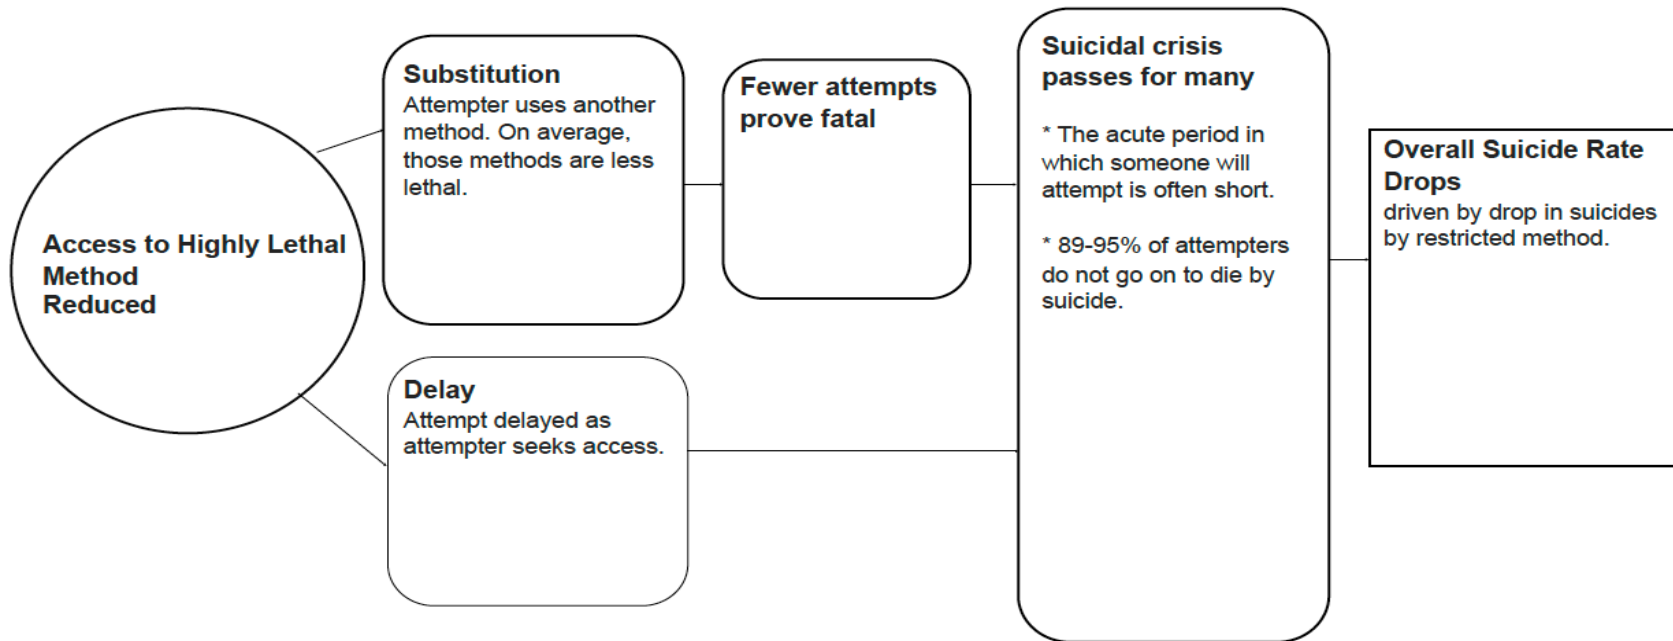 Access to Highly Lethal
Method
Reduced
Substitution
Attempter uses another
method. On average,
those methods are less
lethal.
Delay
Attempt delayed as
attempter seeks access.
Fewer attempts
prove fatal
Suicidal crisis
passes for many
* The acute period in
which someone will
attempt is often short.
* 89-95% of attempters
do not go on to die by
suicide.
Overall Suicide Rate
Drops
driven by drop in suicides
by restricted method.